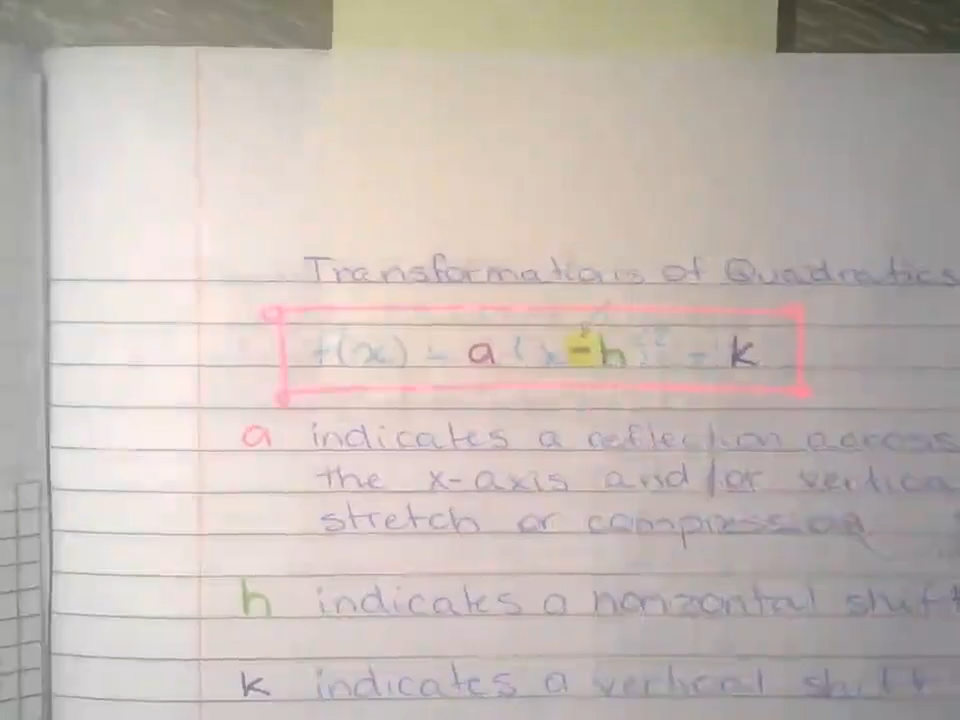 Transformations of Quadratics
f(x) = a(x-h)² + k
a indicates a reflection across
the x-axis and/or vertica
stretch or compression
h indicates a horizontal shift
k indicates a vertical shift